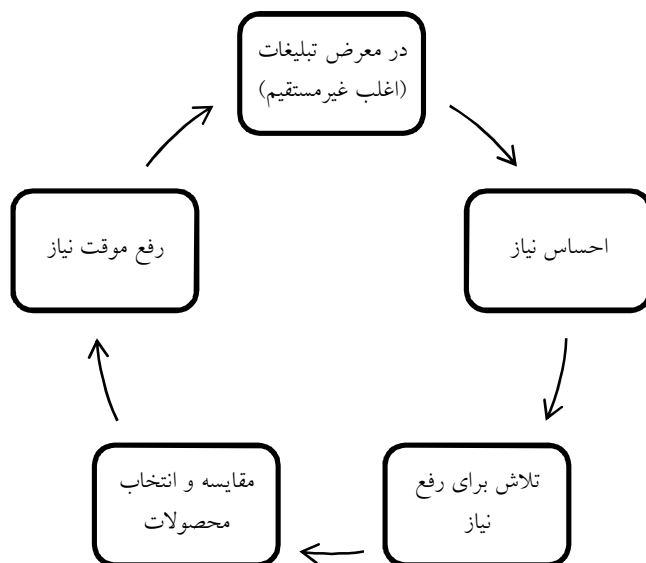 در معرض تبلیغات
(اغلب غیرمستقیم)
احساس نیاز
تلاش برای رفع
نیاز
مقایسه و انتخاب
محصولات
رفع موقت نیاز